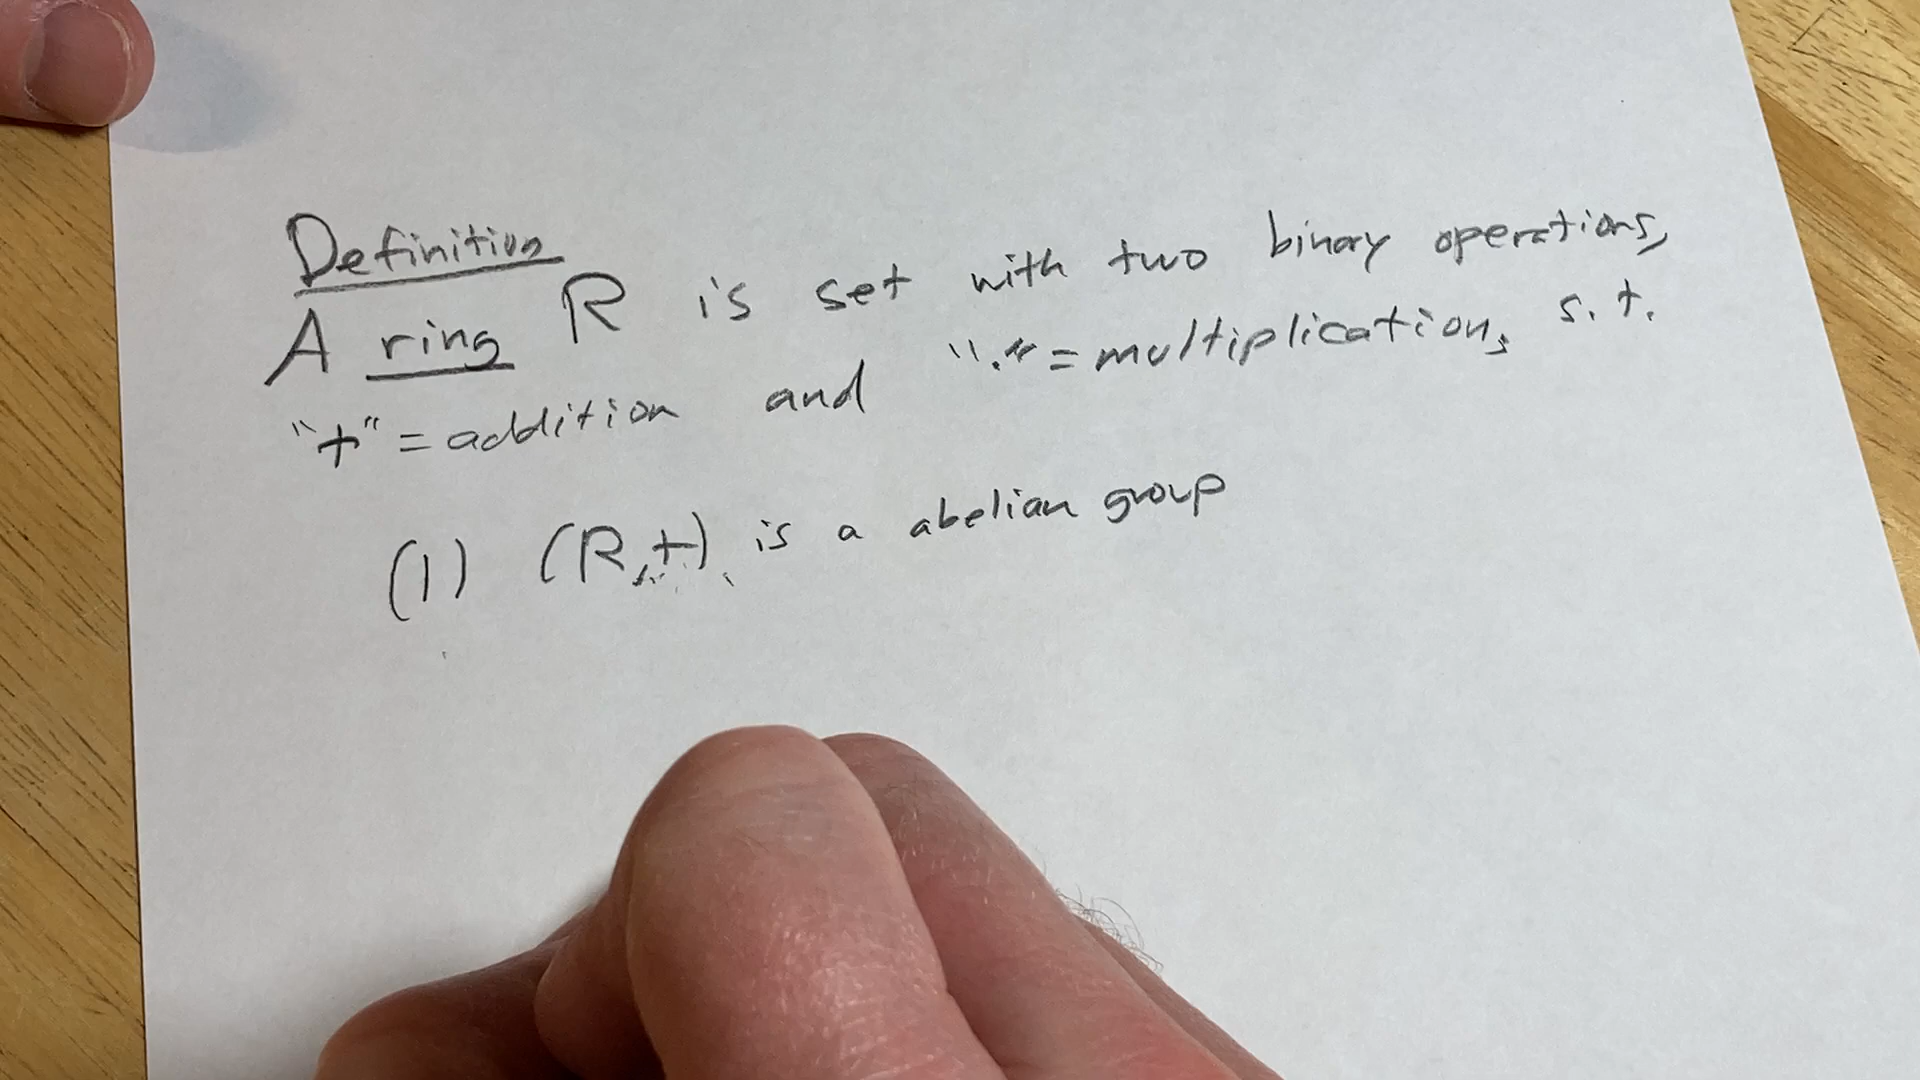 Definition
A ring R is set with two binary operations,
"+" = addition and "·" = multiplication, s.t.
(1) (R,+) is a abelian group